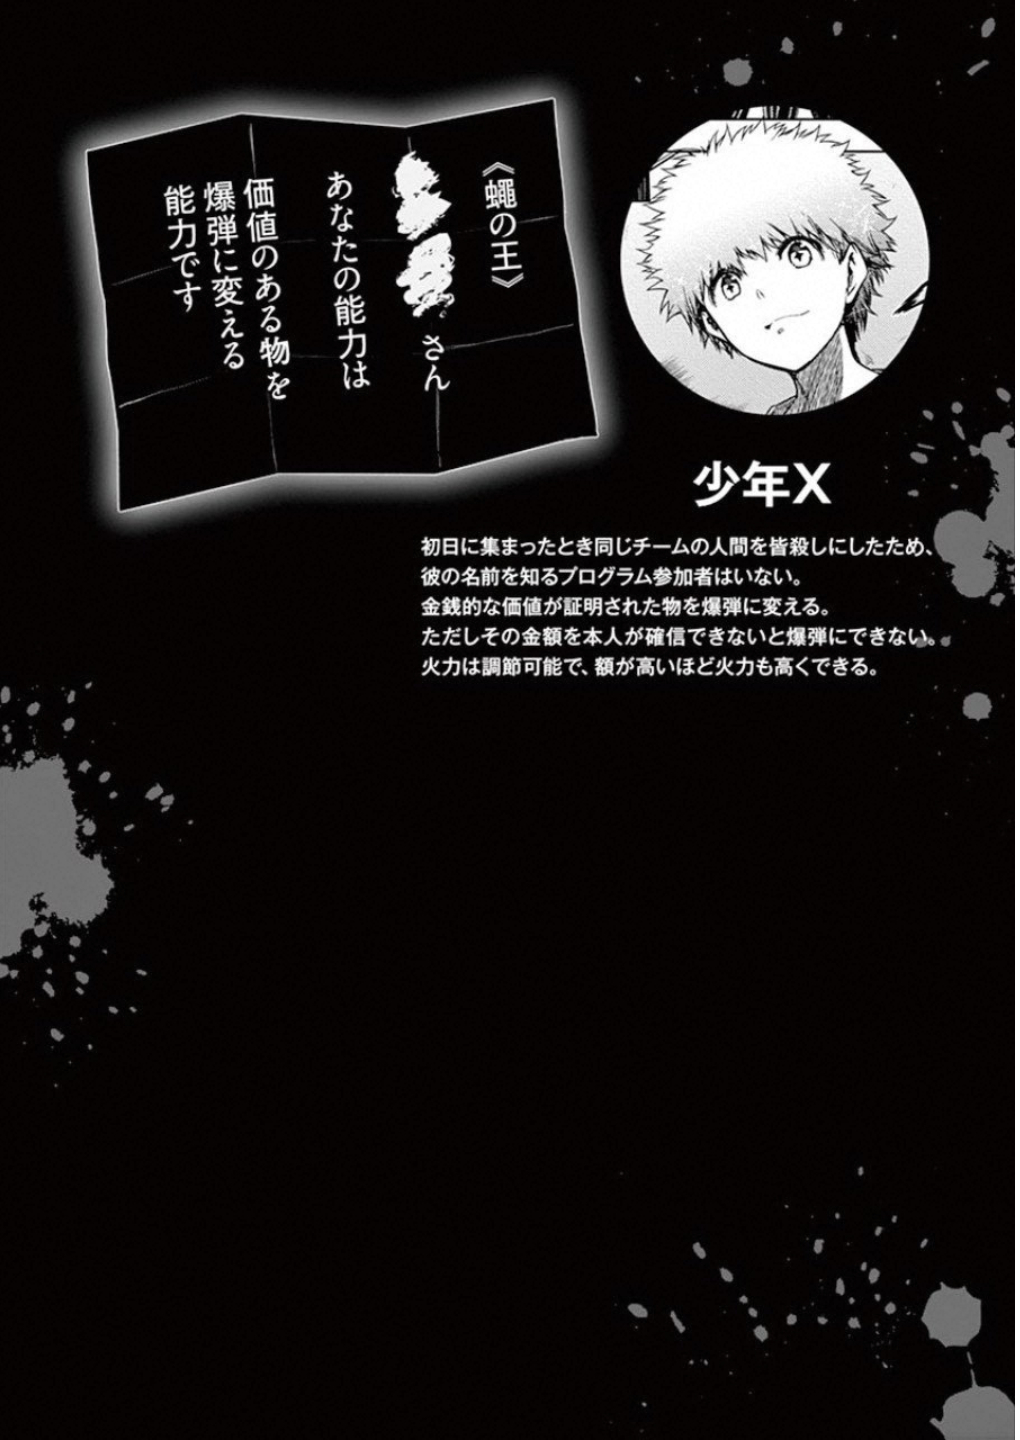 《蠅の王》
さん
あなたの能力は
価値のある物を
爆弾に変える
能力です
少年X
初日に集まったとき同じチームの人間を皆殺しにしたため、
彼の名前を知るプログラム参加者はいない。
金銭的な価値が証明された物を爆弾に変える。
ただしその金額を本人が確信できないと爆弾にできない。
火力は調節可能で、額が高いほど火力も高くできる。